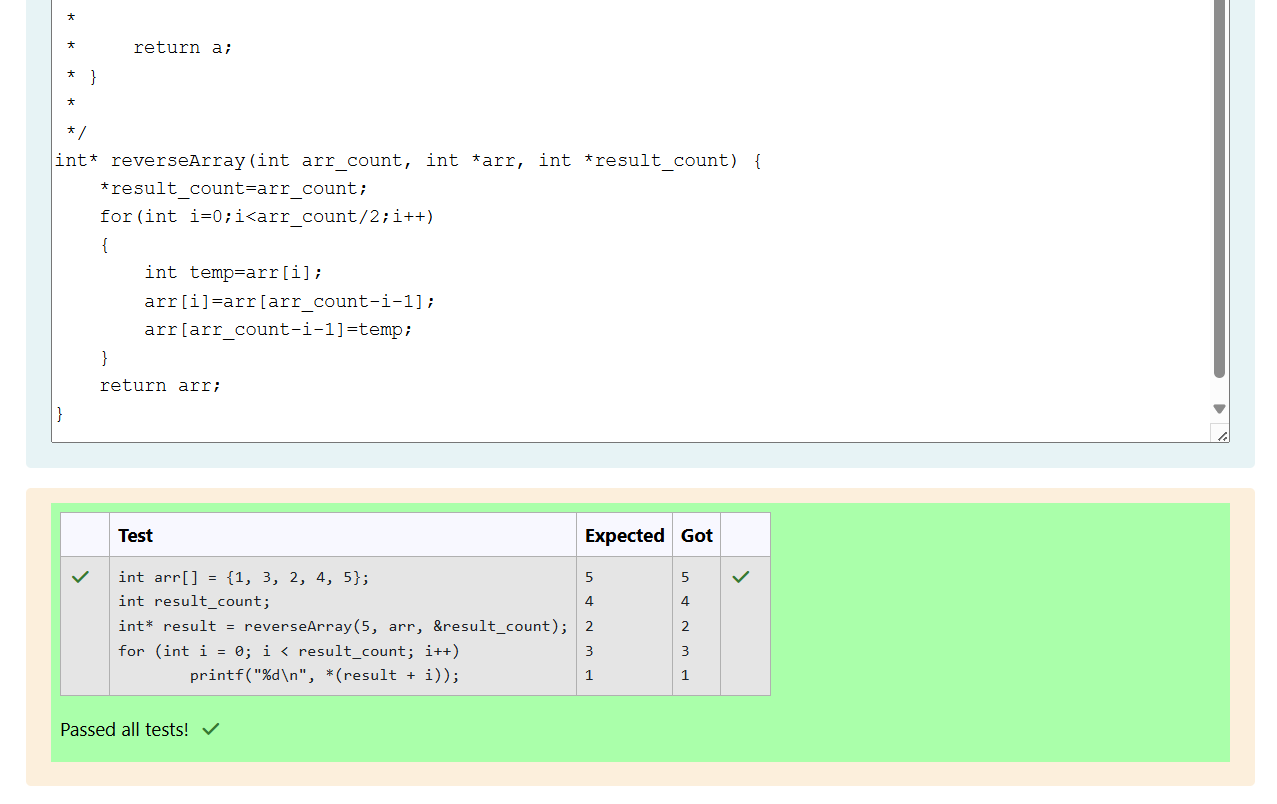 *
 *     return a;
 * }
 *
 */
int* reverseArray(int arr_count, int *arr, int *result_count) {
    *result_count=arr_count;
    for(int i=0;i<arr_count/2;i++)
    {
        int temp=arr[i];
        arr[i]=arr[arr_count-i-1];
        arr[arr_count-i-1]=temp;
    }
    return arr;
}
Test Expected Got
int arr[] = {1, 3, 2, 4, 5}; 5 5
int result_count; 4 4
int* result = reverseArray(5, arr, &result_count); 2 2
for (int i = 0; i < result_count; i++) 3 3
        printf("%d\n", *(result + i)); 1 1
Passed all tests!